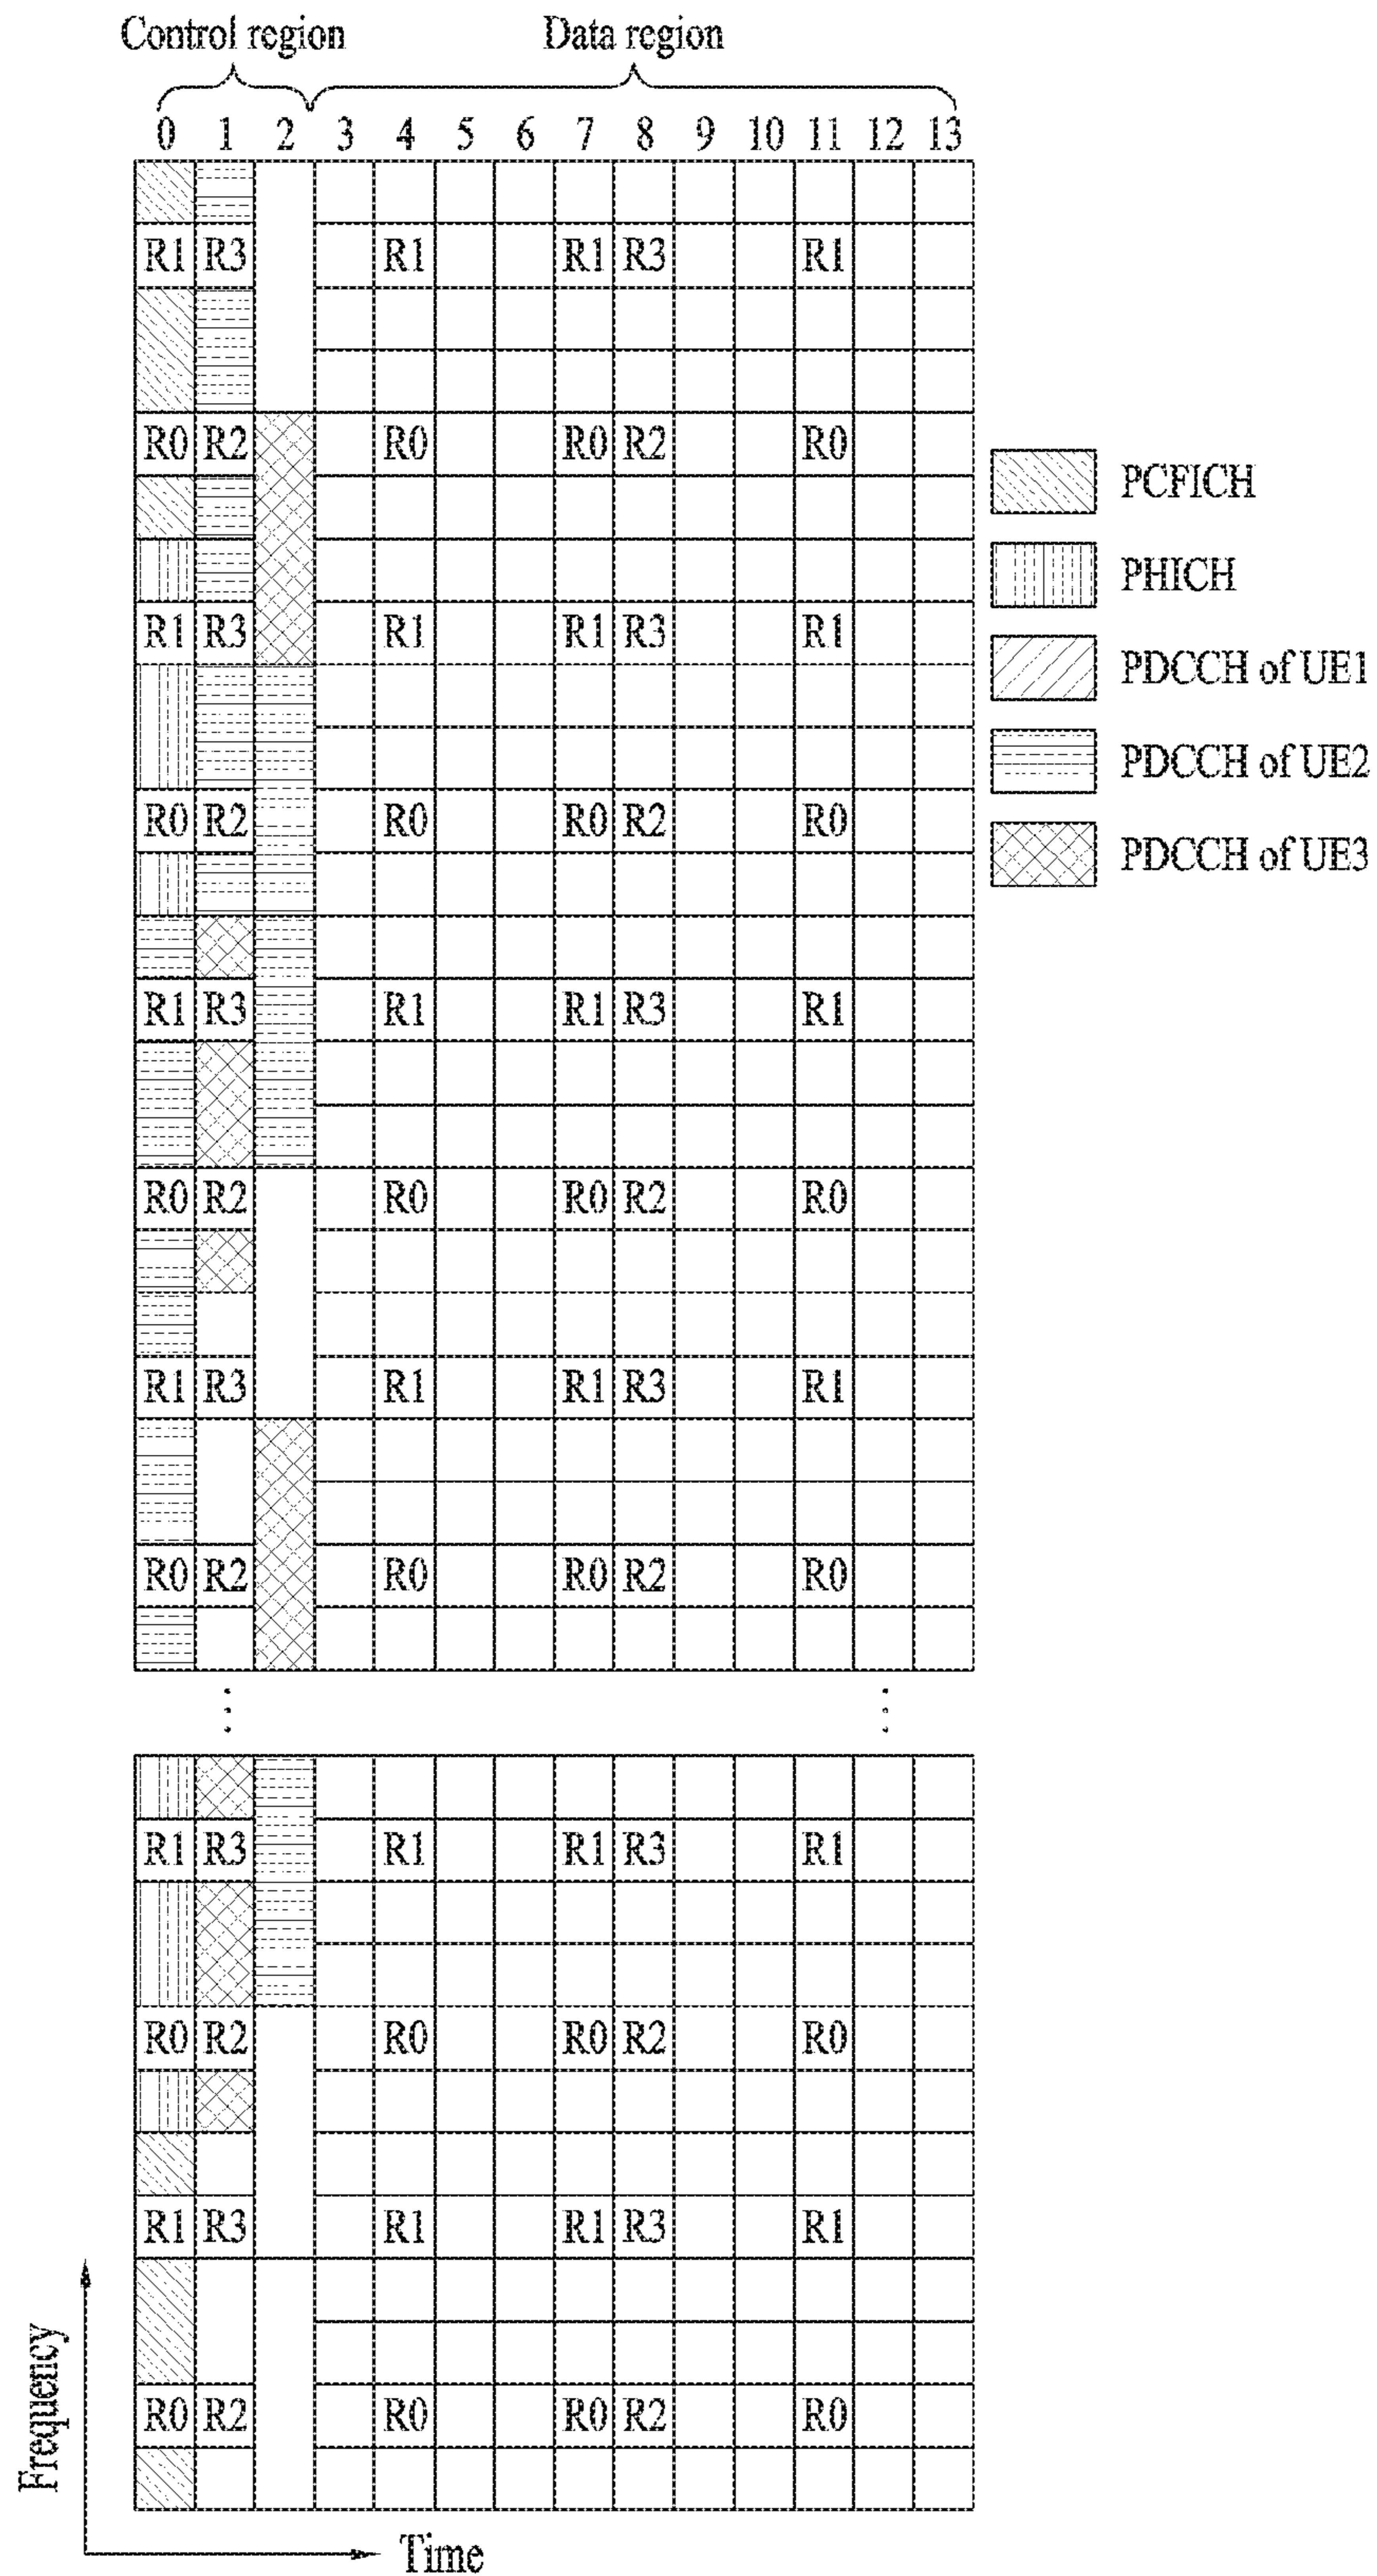 Control region Data region
0 1 2 3 4 5 6 7 8 9 10 11 12 13
R1 R3 R1 R1 R3 R1
R0 R2 R0 R0 R2 R0
PCFICH
PHICH
R1 R3 R1 R1 R3 R1
PDCCH of UE1
PDCCH of UE2
R0 R2 R0 R0 R2 R0
PDCCH of UE3
R1 R3 R1 R1 R3 R1
R0 R2 R0 R0 R2 R0
R1 R3 R1 R1 R3 R1
R0 R2 R0 R0 R2 R0
R1 R3 R1 R1 R3 R1
R0 R2 R0 R0 R2 R0
R1 R3 R1 R1 R3 R1
R0 R2 R0 R0 R2 R0
Frequency
Time